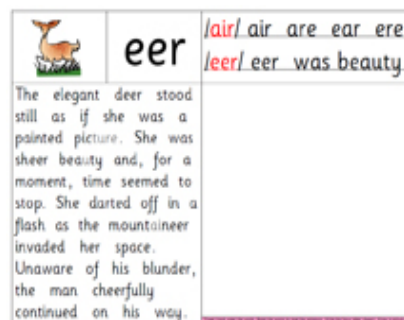 eer
/air/ air are ear ere
/eer/ eer was beauty
The elegant deer stood
still as if she was a
painted picture. She was
sheer beauty and, for a
moment, time seemed to
stop. She darted off in a
flash as the mountaineer
invaded her space.
Unaware of his blunder,
the man cheerfully
continued on his way.